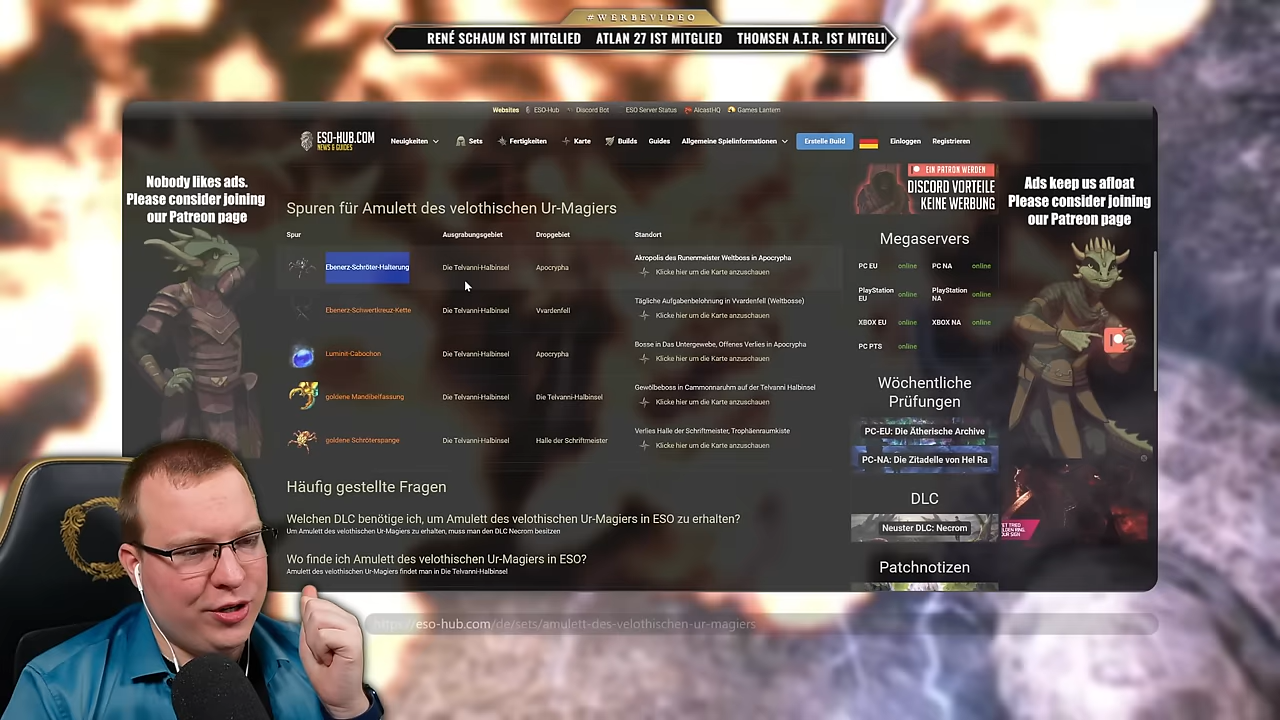 #WERBEVIDEO
RENÉ SCHAUM IST MITGLIED ATLAN 27 IST MITGLIED THOMSEN A.T.R. IST MITGLI
Websites ESO-Hub Discord Bot ESO Server Status AlcastHQ Games Lantern
ESO-HUB.COM
NEWS & GUIDES
Neuigkeiten Sets Fertigkeiten Karte Builds Guides Allgemeine Spielinformationen Erstelle Build Einloggen Registrieren
Nobody likes ads.
Please consider joining
our Patreon page
Spuren für Amulett des velothischen Ur-Magiers
Spur Ausgrabungsgebiet Dropgebiet Standort
Ebenerz-Schröter-Halterung Die Telvanni-Halbinsel Apocrypha Akropolis des Runenmeister Weltboss in Apocrypha
Klicke hier um die Karte anzuschauen
Ebenerz-Schwertkreuz-Kette Die Telvanni-Halbinsel Vvardenfell Tägliche Aufgabenbelohnung in Vvardenfell (Weltbosse)
Klicke hier um die Karte anzuschauen
Luminit-Cabochon Die Telvanni-Halbinsel Apocrypha Bosse in Das Untergewebe, Offenes Verlies in Apocrypha
Klicke hier um die Karte anzuschauen
goldene Mandibelfassung Die Telvanni-Halbinsel Die Telvanni-Halbinsel Gewölbeboss in Cammonnaruhm auf der Telvanni Halbinsel
Klicke hier um die Karte anzuschauen
goldene Schröterspange Die Telvanni-Halbinsel Halle der Schriftmeister Verlies Halle der Schriftmeister, Trophäenraumkiste
Klicke hier um die Karte anzuschauen
Häufig gestellte Fragen
Welchen DLC benötige ich, um Amulett des velothischen Ur-Magiers in ESO zu erhalten?
Um Amulett des velothischen Ur-Magiers zu erhalten, muss man den DLC Necrom besitzen
Wo finde ich Amulett des velothischen Ur-Magiers in ESO?
Amulett des velothischen Ur-Magiers findet man in Die Telvanni-Halbinsel
EIN PATRON WERDEN
DISCORD VORTEILE
KEINE WERBUNG
Megaservers
PC EU online PC NA online
PlayStation EU online PlayStation NA online
XBOX EU online XBOX NA online
PC PTS online
Wöchentliche
Prüfungen
PC-EU: Die Ätherische Archive
PC-NA: Die Zitadelle von Hel Ra
DLC
Neuster DLC: Necrom
Patchnotizen
Ads keep us afloat
Please consider joining
our Patreon page
https://eso-hub.com/de/sets/amulett-des-velothischen-ur-magiers